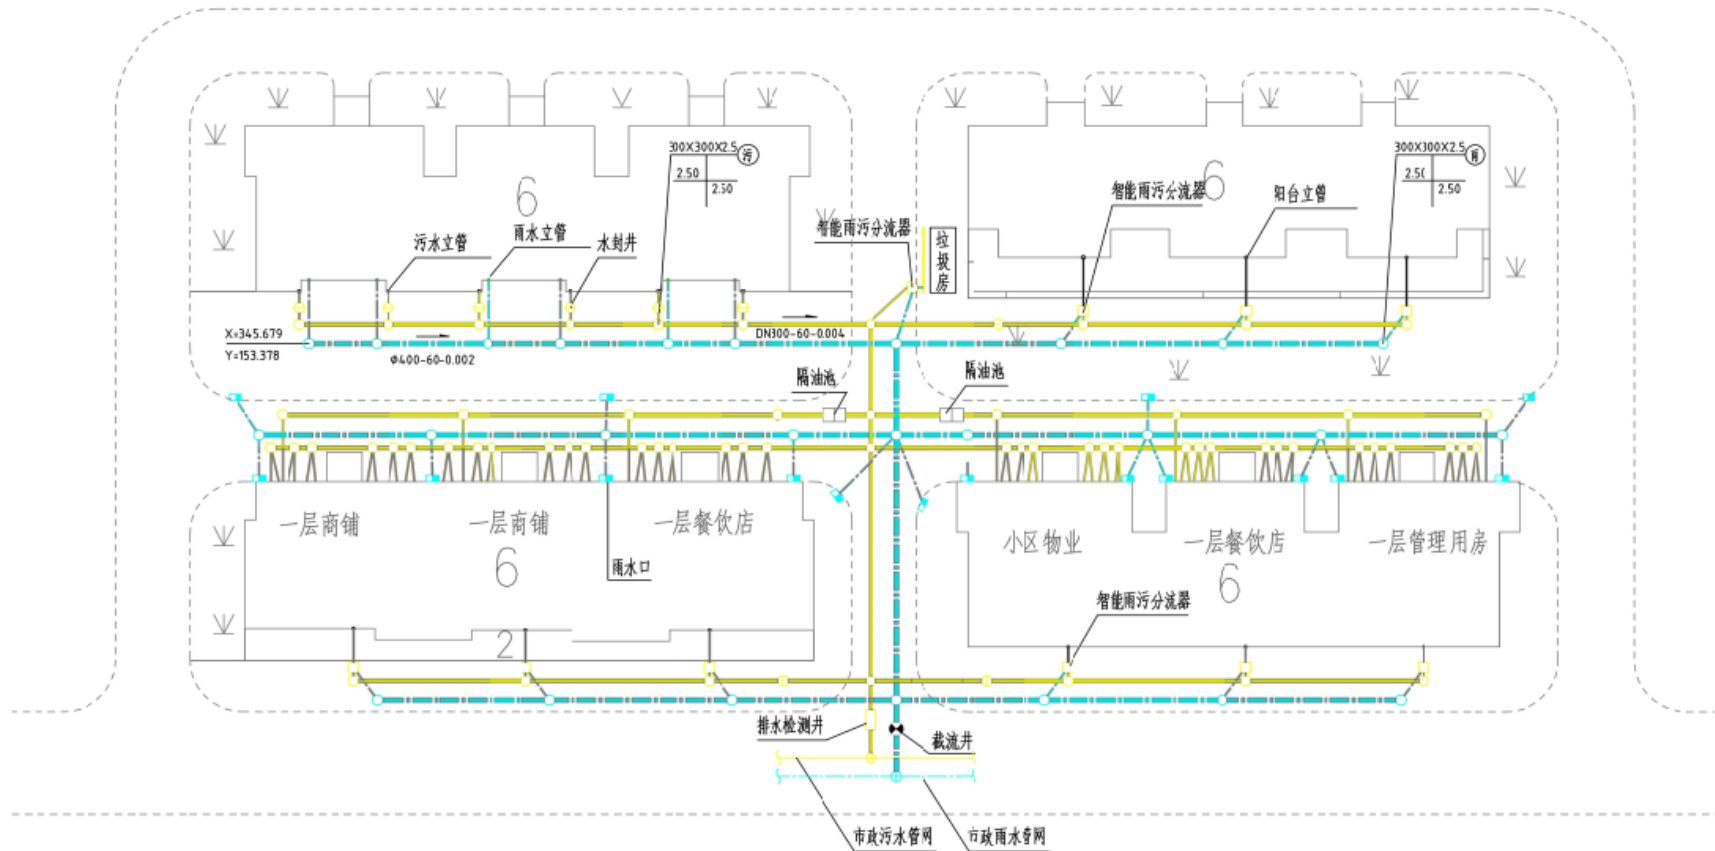 300X300X2.5 污
2.50
2.50
300X300X2.5 雨
2.50
2.50
6
6
智能雨污分流器
阳台立管
污水立管
雨水立管
水封井
智能雨污分流器
垃圾房
X=345.679
Y=153.378
Φ400-60-0.002
DN300-60-0.004
隔油池
隔油池
一层商铺
一层商铺
一层餐饮店
小区物业
一层餐饮店
一层管理用房
6
6
雨水口
智能雨污分流器
2
排水检测井
截流井
市政污水管网
市政雨水管网